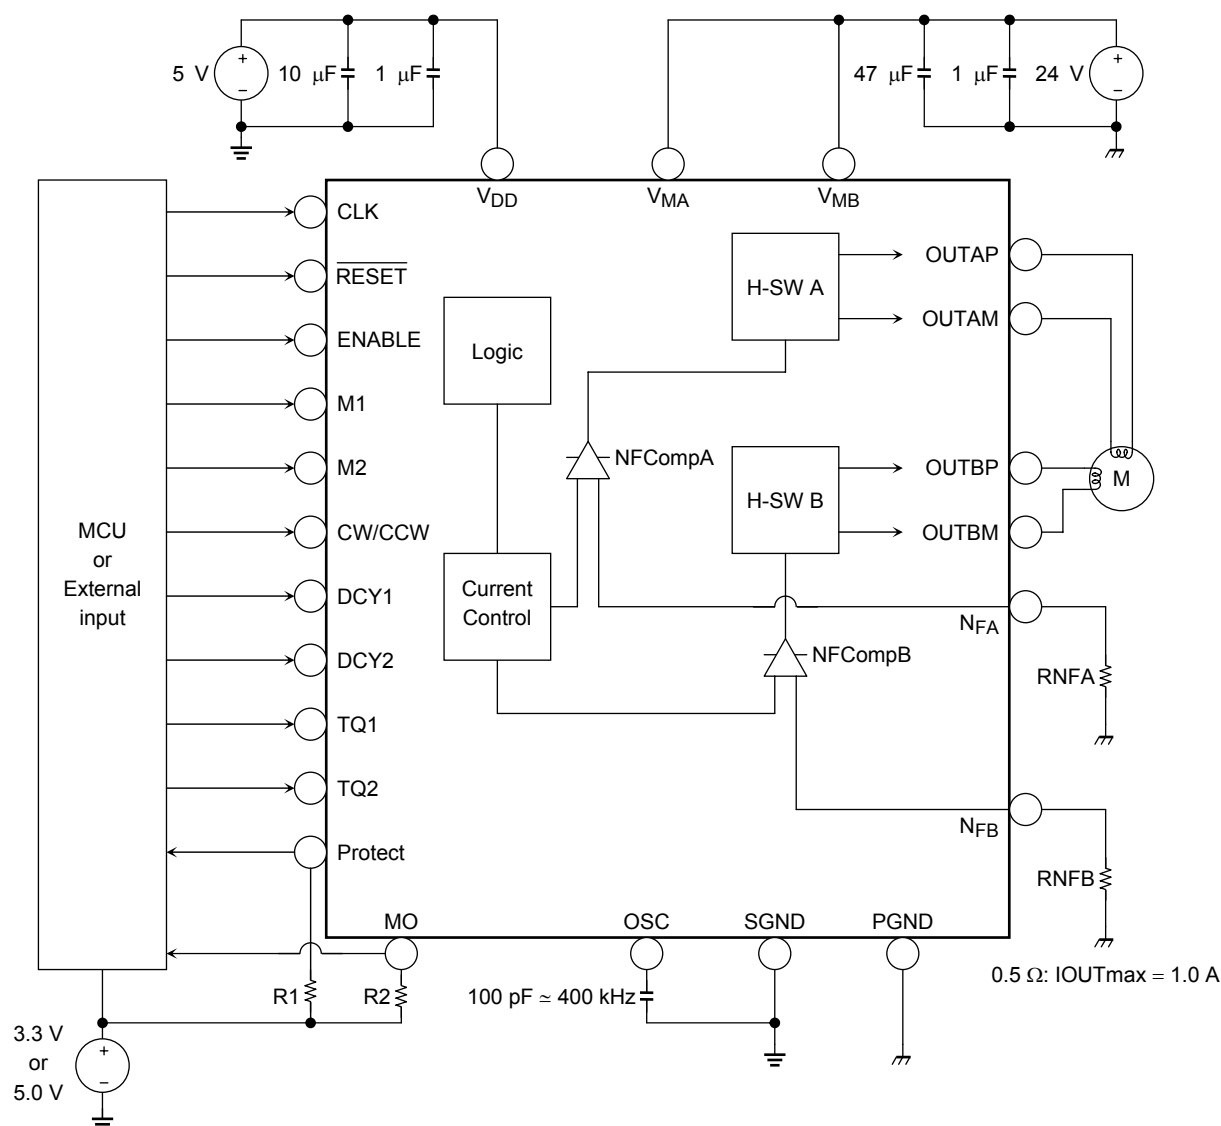 5 V
+
−
10 μF
1 μF
47 μF
1 μF
24 V
+
−
VDD
VMA
VMB
CLK
RESET
ENABLE
M1
M2
CW/CCW
DCY1
DCY2
TQ1
TQ2
Protect
MCU
or
External
input
Logic
Current
Control
NFCompA
NFCompB
H-SW A
H-SW B
OUTAP
OUTAM
OUTBP
OUTBM
M
NFA
RNFA
NFB
RNFB
MO
OSC
SGND
PGND
R1
R2
100 pF ≃ 400 kHz
0.5 Ω: IOUTmax = 1.0 A
3.3 V
or
5.0 V
+
−